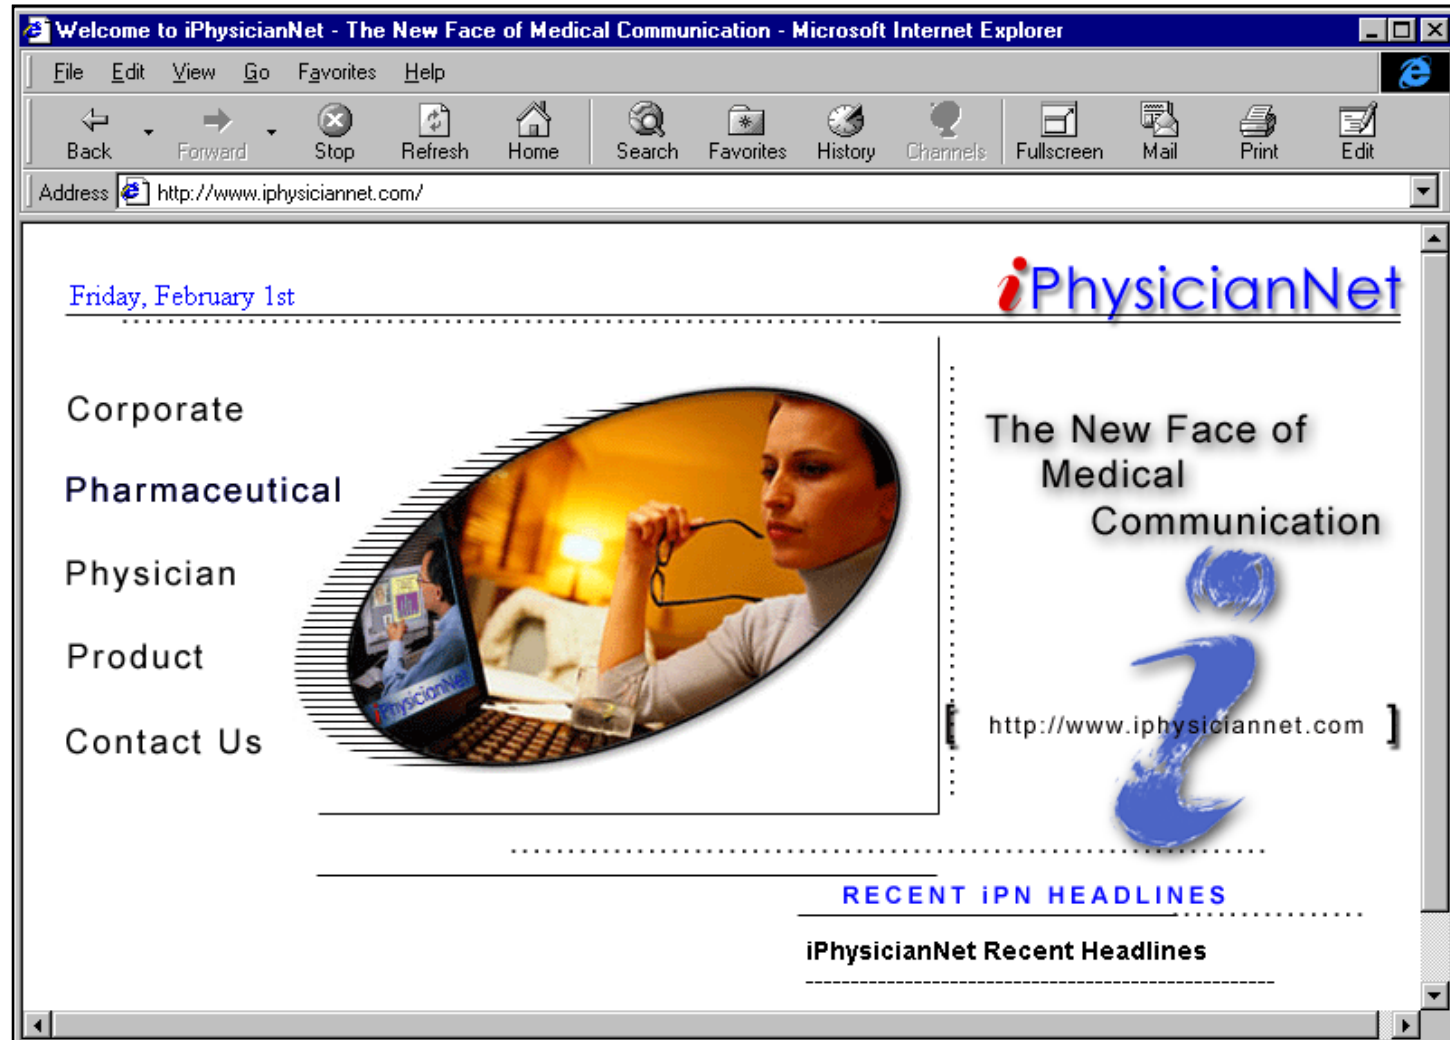 Welcome to iPhysicianNet - The New Face of Medical Communication - Microsoft Internet Explorer
File Edit View Go Favorites Help
Back Forward Stop Refresh Home Search Favorites History Channels Fullscreen Mail Print Edit
Address http://www.iphysiciannet.com/
Friday, February 1st
iPhysicianNet
Corporate
Pharmaceutical
Physician
Product
Contact Us
iPhysicianNet
The New Face of
Medical
Communication
[ http://www.iphysiciannet.com ]
RECENT iPN HEADLINES
iPhysicianNet Recent Headlines
----------------------------------------------------